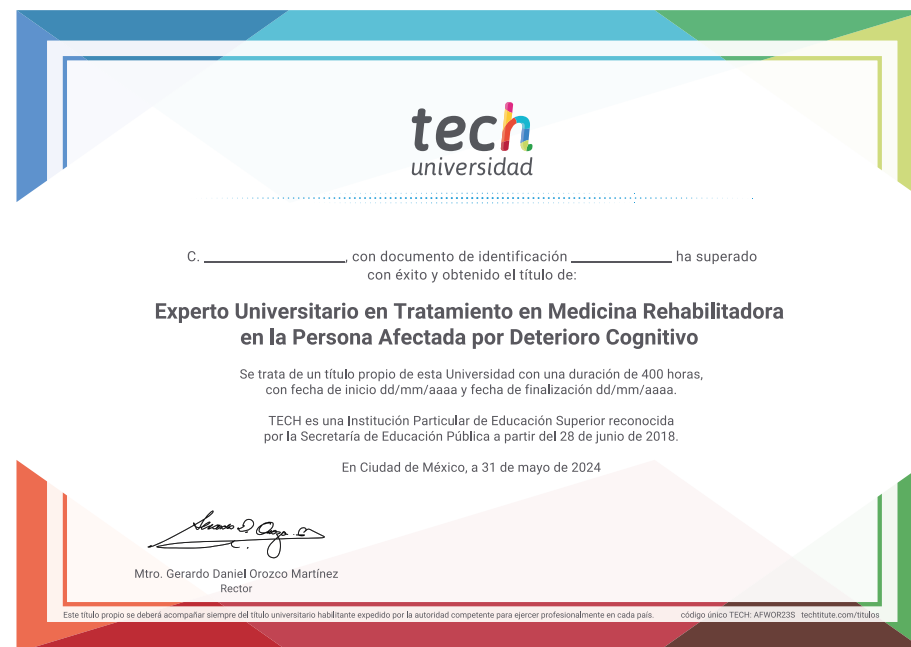 tech
universidad
C. ____________, con documento de identificación ____________ ha superado
con éxito y obtenido el título de:
Experto Universitario en Tratamiento en Medicina Rehabilitadora
en la Persona Afectada por Deterioro Cognitivo
Se trata de un título propio de esta Universidad con una duración de 400 horas,
con fecha de inicio dd/mm/aaaa y fecha de finalización dd/mm/aaaa.
TECH es una Institución Particular de Educación Superior reconocida
por la Secretaría de Educación Pública a partir del 28 de junio de 2018.
En Ciudad de México, a 31 de mayo de 2024
Mtro. Gerardo Daniel Orozco Martínez
Rector
Este título propio se deberá acompañar siempre del título universitario habilitante expedido por la autoridad competente para ejercer profesionalmente en cada país. código único TECH: AFWOR23S techtitute.com/titulos